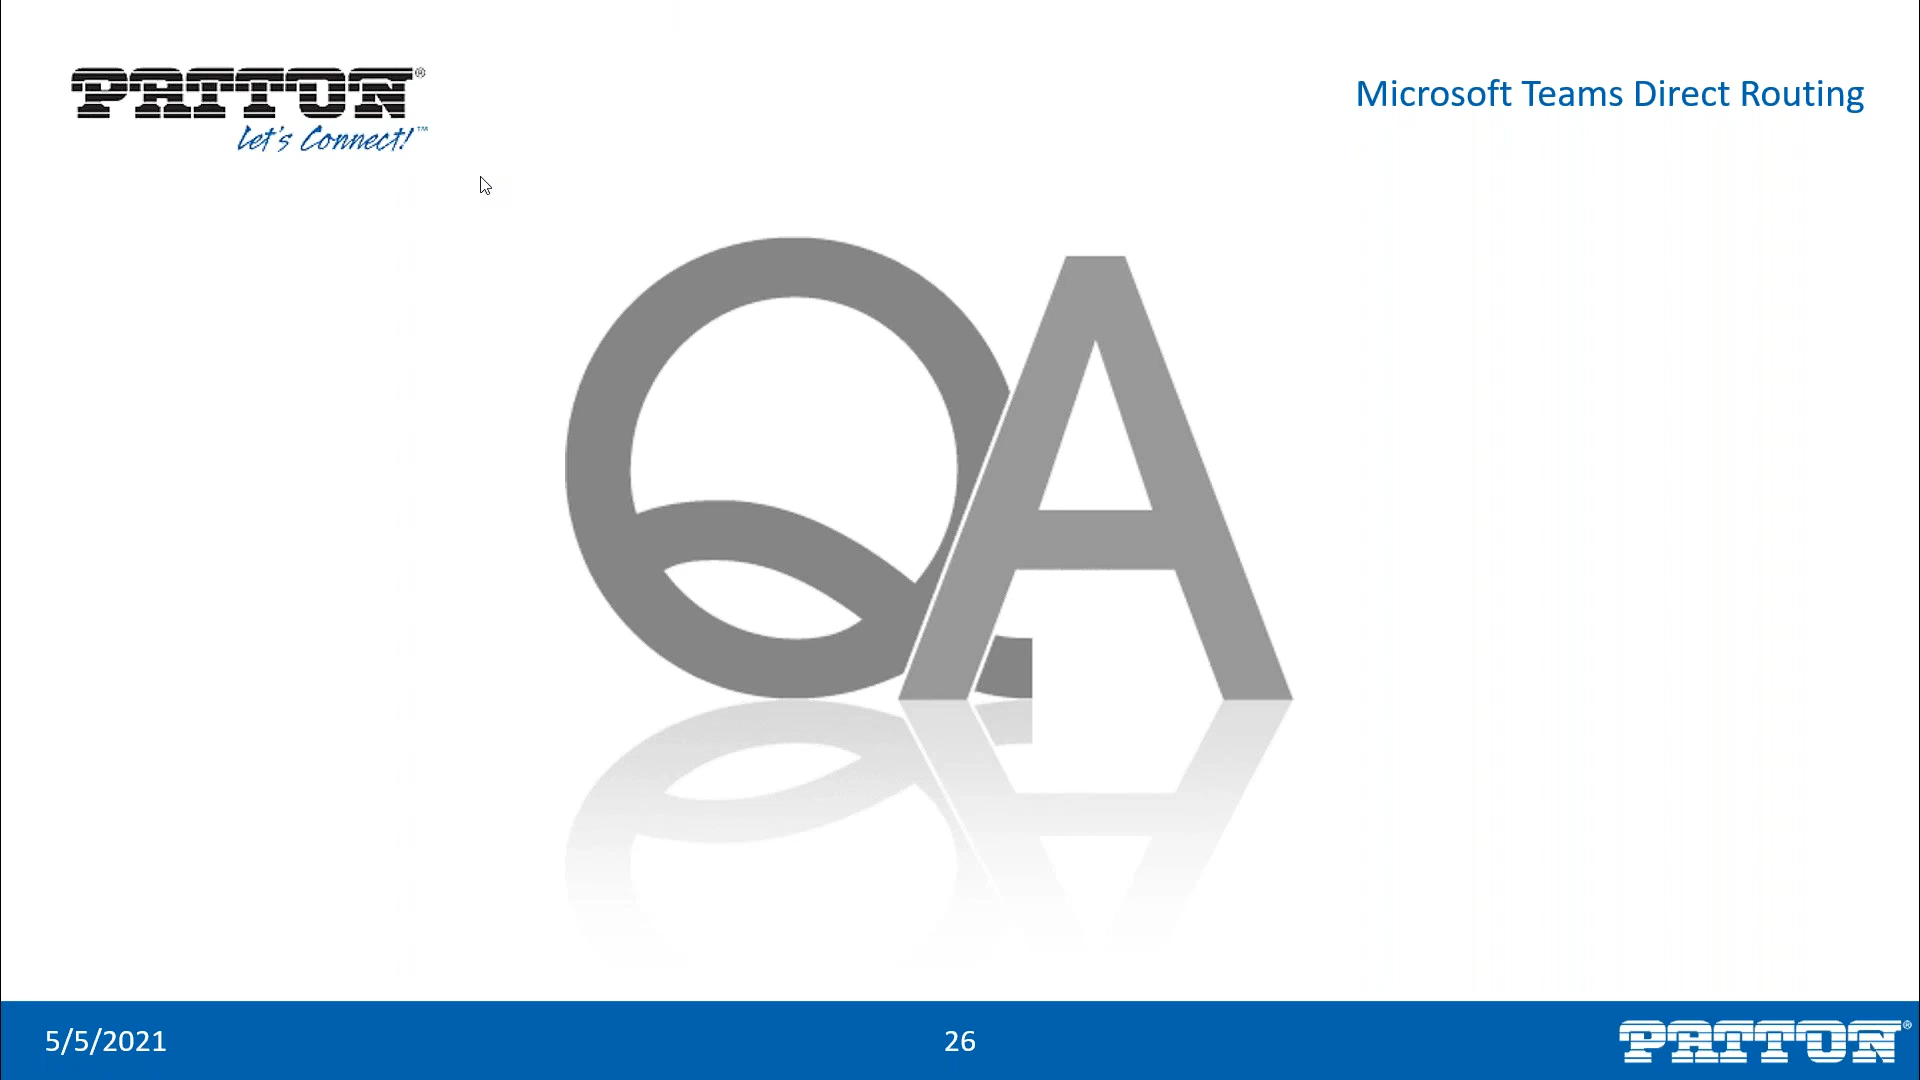 PATTON®
Let's Connect!™
Microsoft Teams Direct Routing
QA
5/5/2021
26
PATTON®